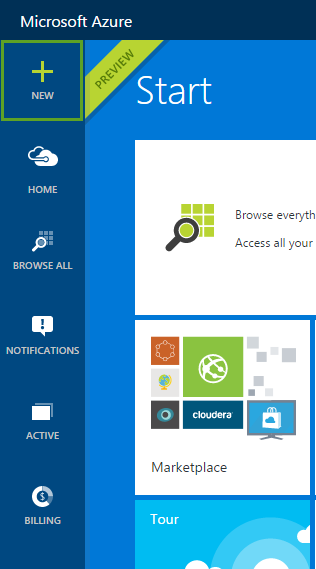 Microsoft Azure
NEW
PREVIEW
Start
HOME
Browse everyth
BROWSE ALL
Access all your
NOTIFICATIONS
cloudera
ACTIVE
Marketplace
BILLING
Tour